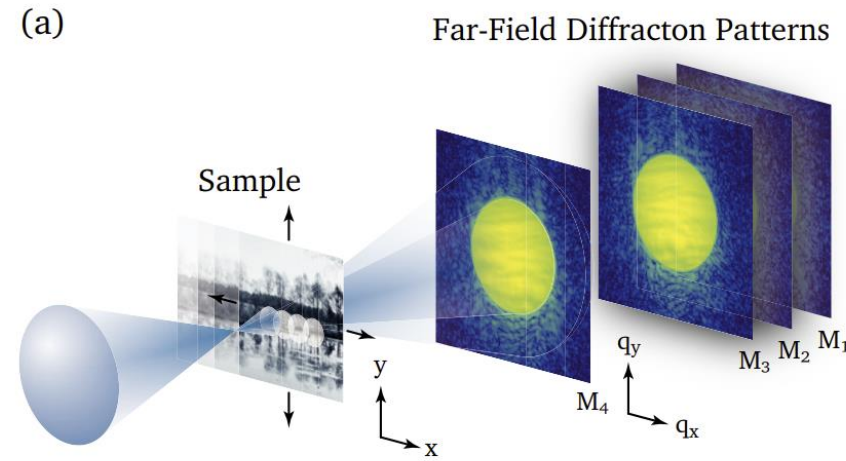 (a)
Far-Field Diffracton Patterns
Sample
y
x
M4
qy
qx
M3
M2
M1